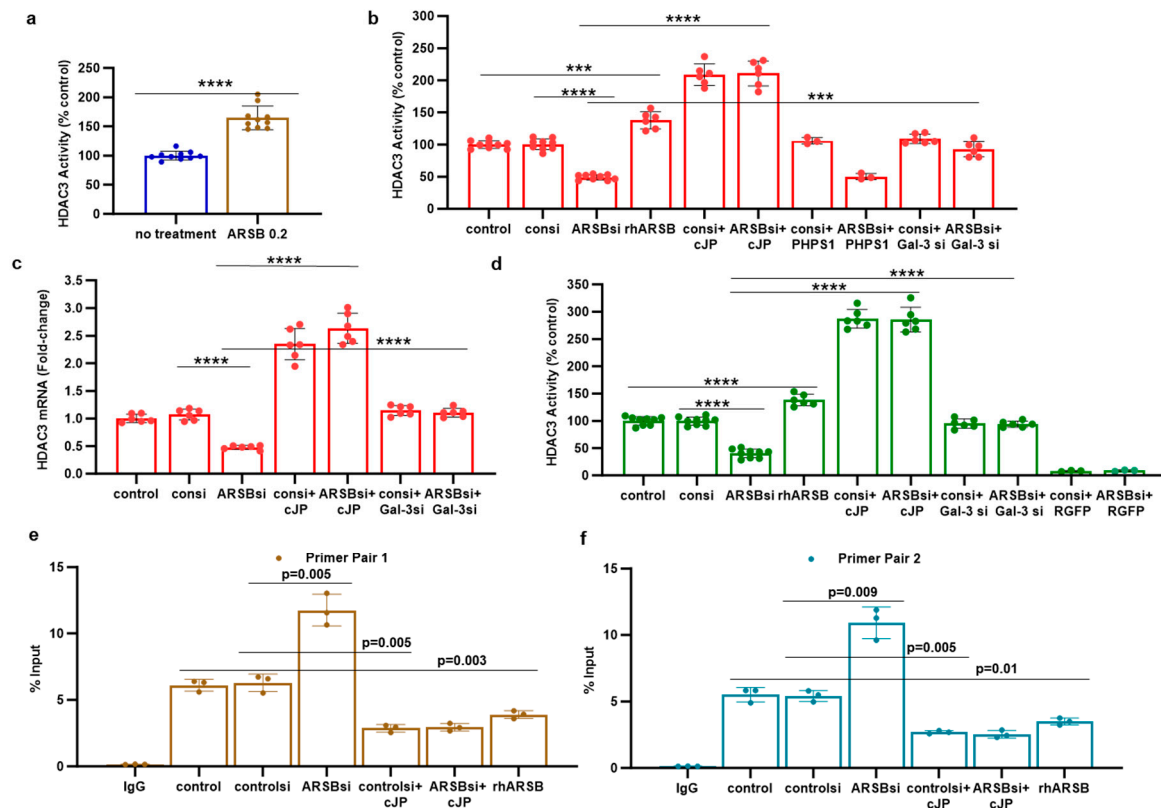 a
HDAC3 Activity (% control)
250
200
150
100
50
0
****
no treatment
ARSB 0.2
b
HDAC3 Activity (% control)
300
250
200
150
100
50
0
****
***
****
***
control
consi
ARSBsi
rhARSB
consi+
cJP
ARSBsi+
cJP
consi+
PHPS1
ARSBsi+
PHPS1
consi+
Gal-3 si
ARSBsi+
Gal-3 si
c
HDAC3 mRNA (Fold-change)
3.5
3.0
2.5
2.0
1.5
1.0
0.5
0.0
****
****
****
control
consi
ARSBsi
consi+
cJP
ARSBsi+
cJP
consi+
Gal-3si
ARSBsi+
Gal-3si
d
HDAC3 Activity (% control)
350
300
250
200
150
100
50
0
****
****
****
****
control
consi
ARSBsi
rhARSB
consi+
cJP
ARSBsi+
cJP
consi+
Gal-3 si
ARSBsi+
Gal-3 si
consi+
RGFP
ARSBsi+
RGFP
e
Primer Pair 1
% Input
15
10
5
0
p=0.005
p=0.005
p=0.003
IgG
control
controlsi
ARSBsi
controlsi+
cJP
ARSBsi+
cJP
rhARSB
f
Primer Pair 2
% Input
15
10
5
0
p=0.009
p=0.005
p=0.01
IgG
control
controlsi
ARSBsi
controlsi+
cJP
ARSBsi+
cJP
rhARSB